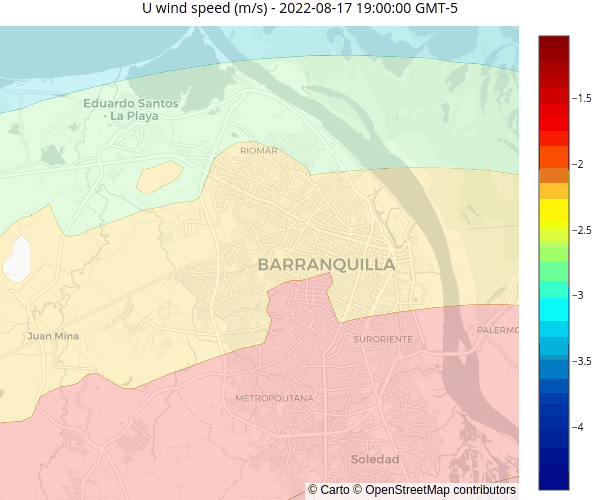 U wind speed (m/s) - 2022-08-17 19:00:00 GMT-5
Eduardo Santos
- La Playa
RIOMAR
BARRANQUILLA
Juan Mina
SURORIENTE
PALERMO
METROPOLITANA
Soledad
−1.5
−2
−2.5
−3
−3.5
−4
© Carto © OpenStreetMap contributors